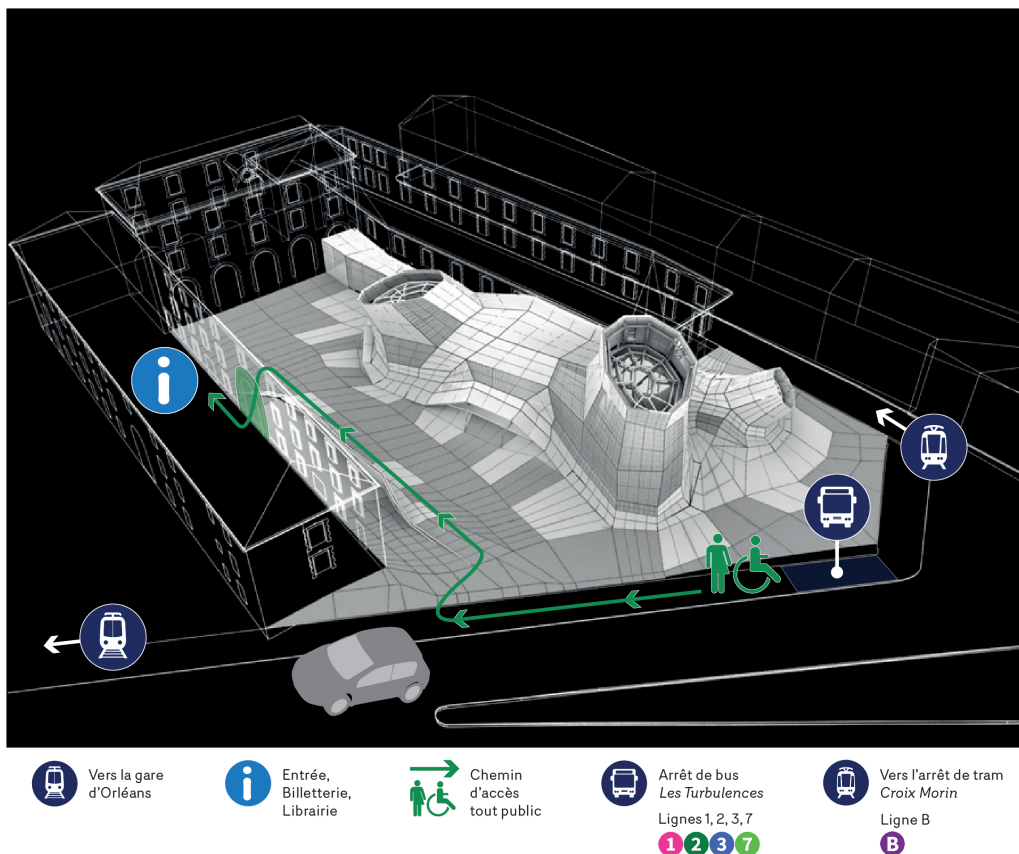 Vers la gare
d'Orléans
Entrée,
Billetterie,
Librairie
Chemin
d'accès
tout public
Arrêt de bus
Les Turbulences
Lignes 1, 2, 3, 7
1 2 3 7
Vers l'arrêt de tram
Croix Morin
Ligne B
B